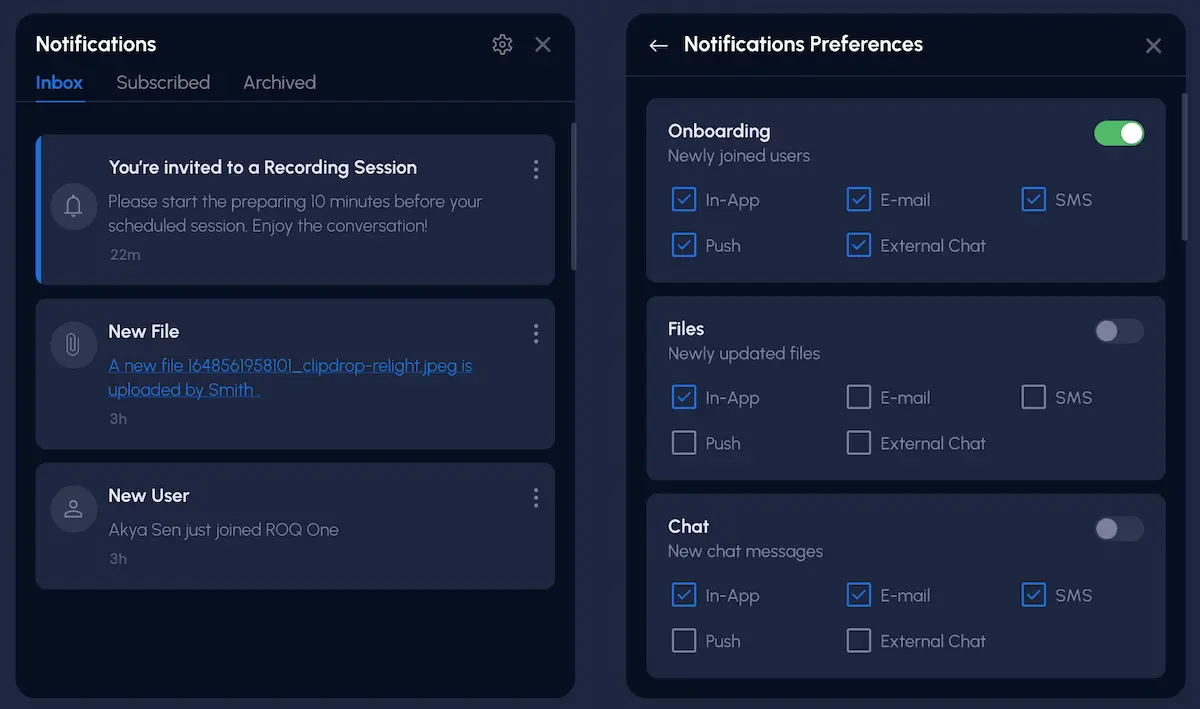 Notifications
Inbox Subscribed Archived
You're invited to a Recording Session
Please start the preparing 10 minutes before your
scheduled session. Enjoy the conversation!
22m
New File
A new file 1648561958101_clipdrop-relight.jpeg is
uploaded by Smith .
3h
New User
Akya Sen just joined ROQ One
3h
Notifications Preferences
Onboarding
Newly joined users
In-App E-mail SMS
Push External Chat
Files
Newly updated files
In-App E-mail SMS
Push External Chat
Chat
New chat messages
In-App E-mail SMS
Push External Chat